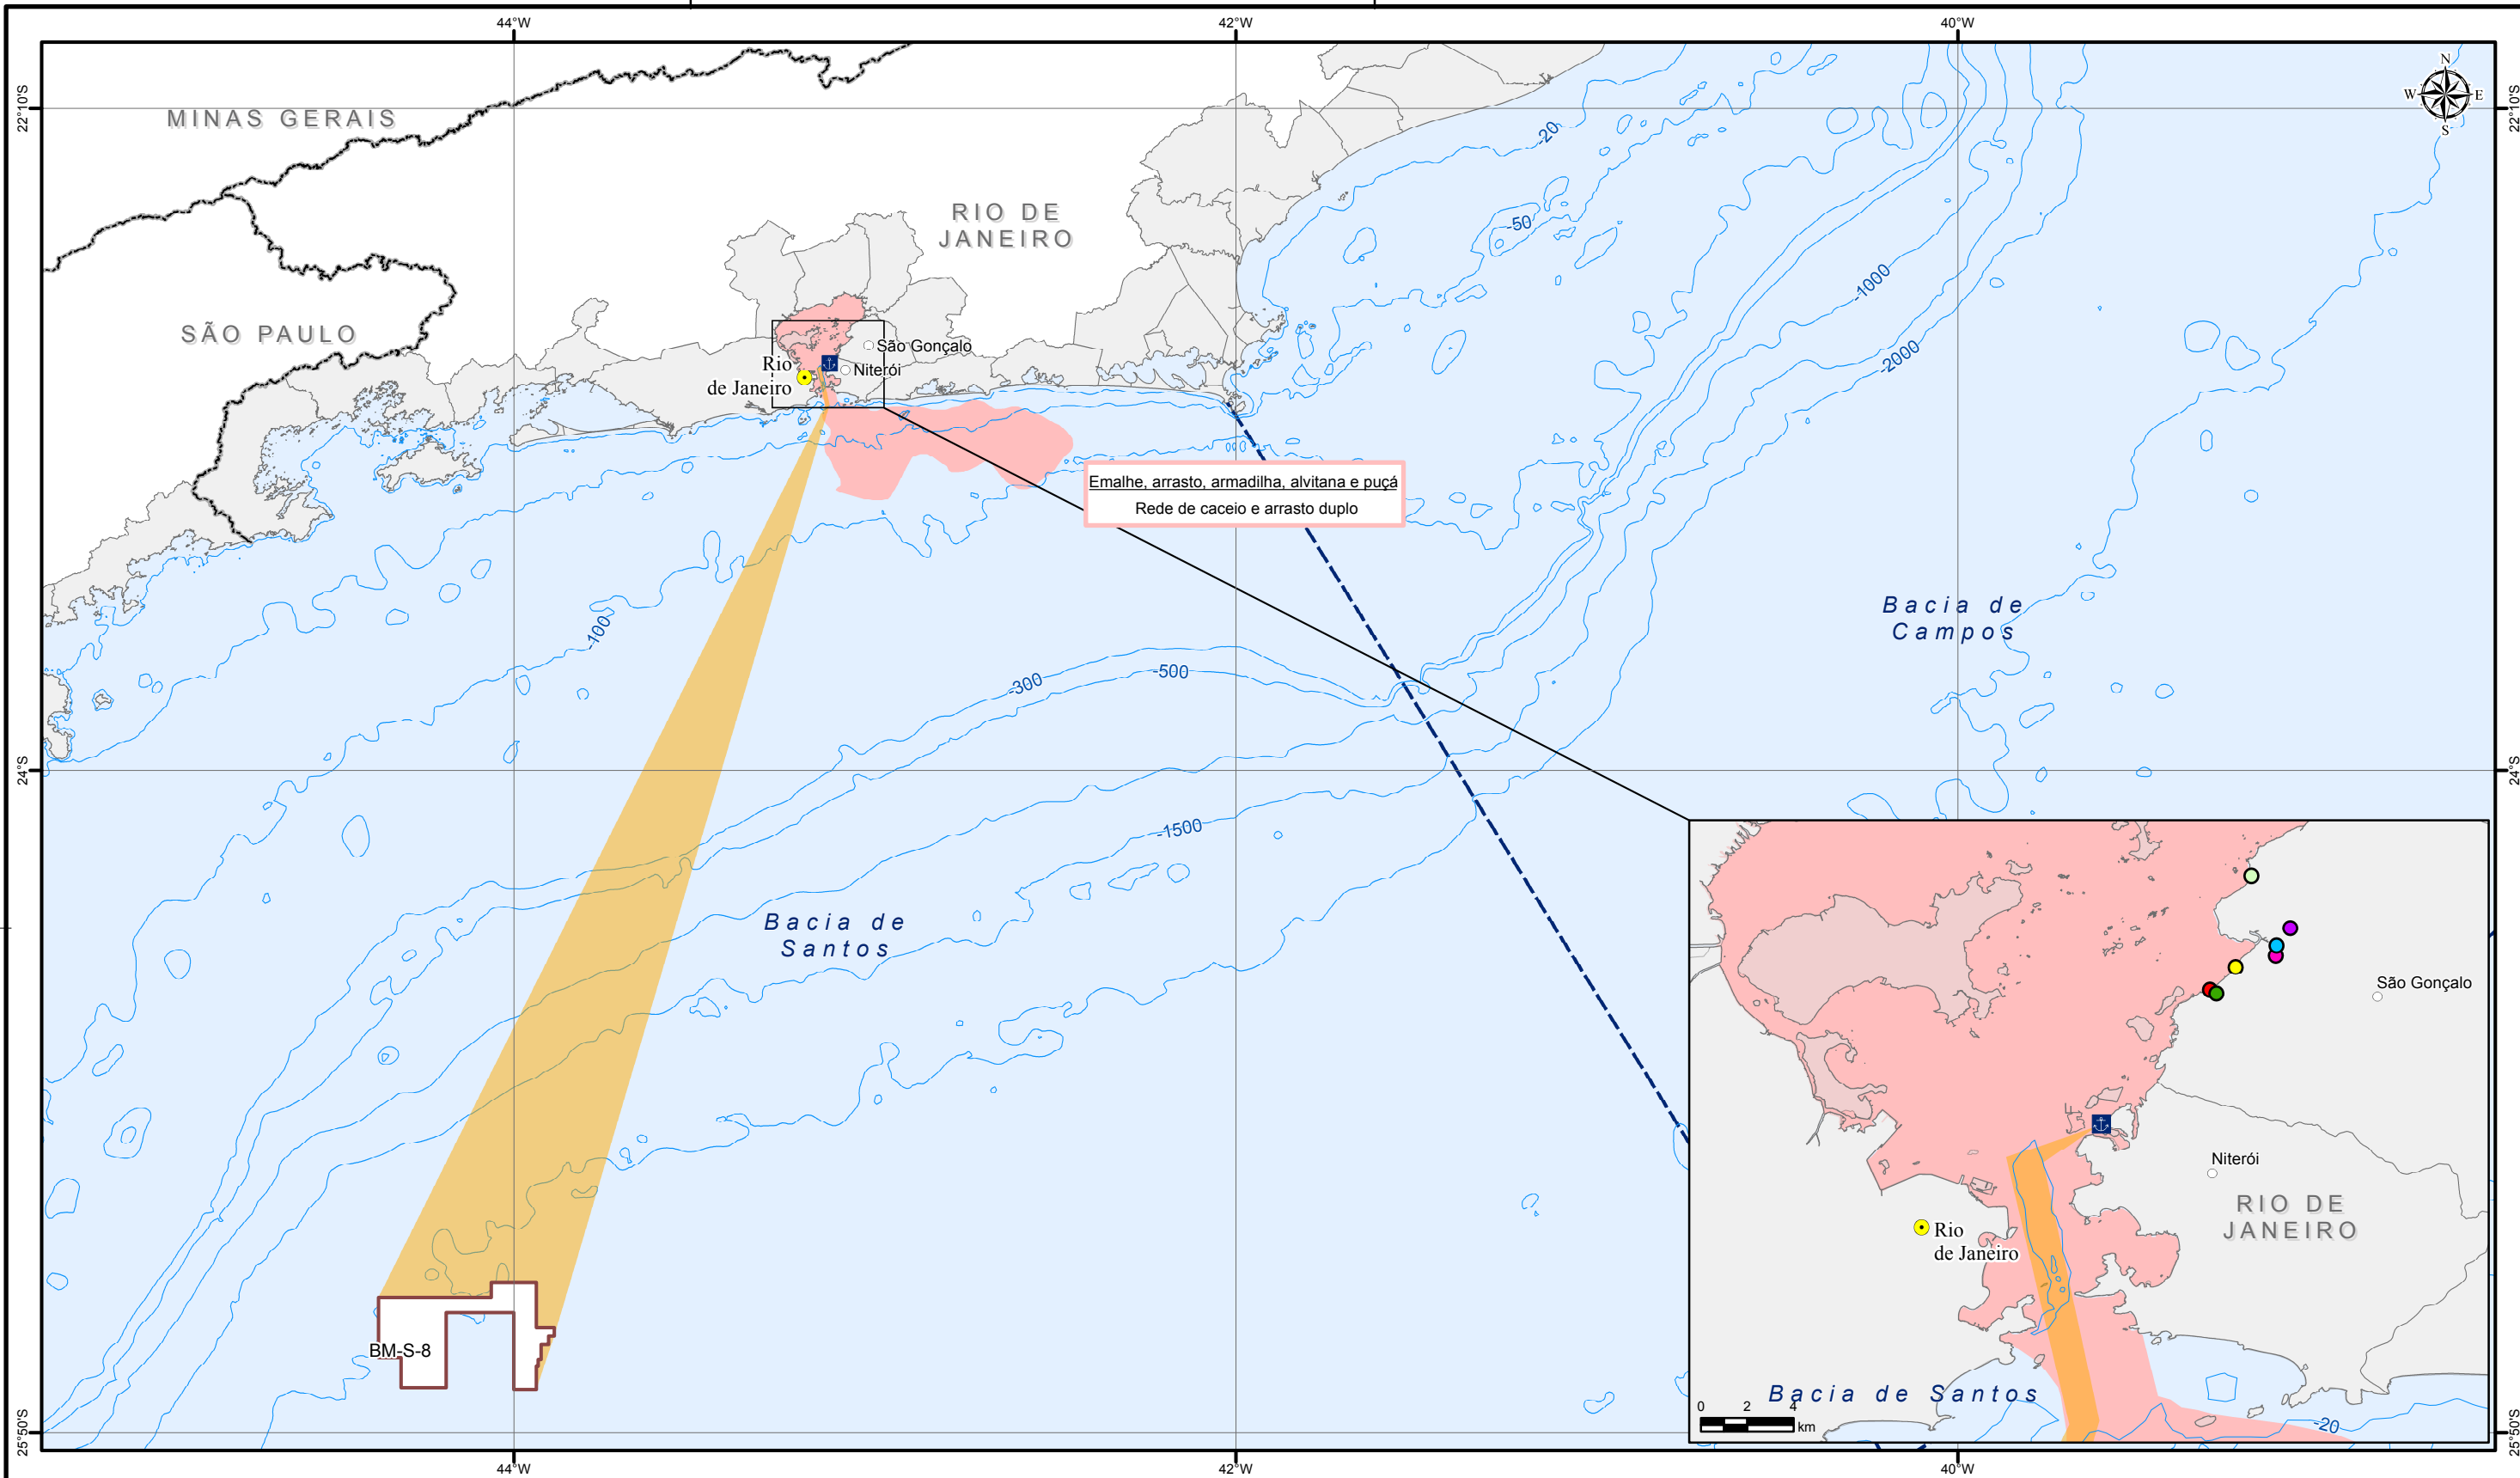 44°W
42°W
40°W
22°10'S
22°10'S
N
W
E
S
MINAS GERAIS
-20
RIO DE
JANEIRO
-50
-1000
SÃO PAULO
São Gonçalo
-2000
Rio
de Janeiro
Niterói
Emalhe, arrasto, armadilha, alvitana e puçá
Rede de caceio e arrasto duplo
Bacia de
Campos
-100
-300
-500
24°S
24°S
-1500
Bacia de
Santos
São Gonçalo
Niterói
RIO DE
JANEIRO
Rio
de Janeiro
BM-S-8
Bacia de Santos
0 2 4
km
-20
25°50'S
25°50'S
44°W
42°W
40°W